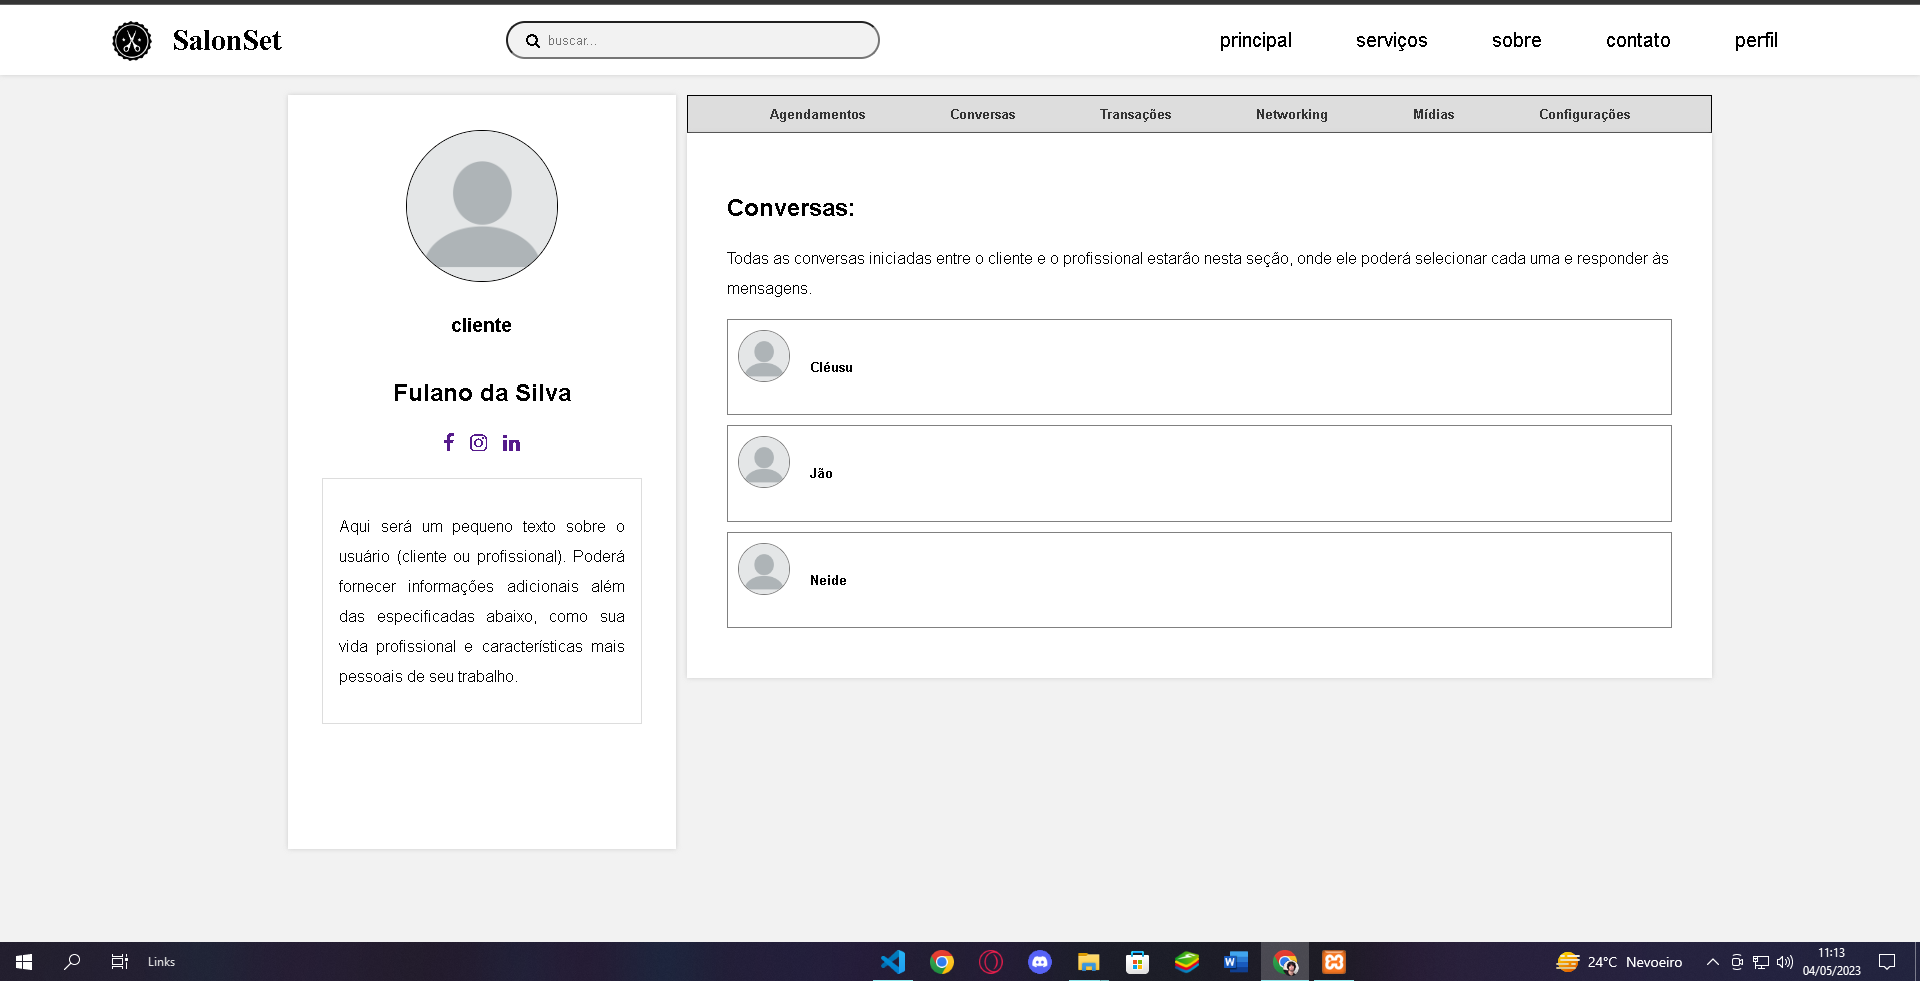 SalonSet
buscar...
principal serviços sobre contato perfil
cliente
Fulano da Silva
Aqui será um pequeno texto sobre o
usuário (cliente ou profissional). Poderá
fornecer informações adicionais além
das especificadas abaixo, como sua
vida profissional e características mais
pessoais de seu trabalho.
Agendamentos Conversas Transações Networking Mídias Configurações
Conversas:
Todas as conversas iniciadas entre o cliente e o profissional estarão nesta seção, onde ele poderá selecionar cada uma e responder às
mensagens.
Cléusu
Jão
Neide
Links
24°C Nevoeiro
11:13
04/05/2023